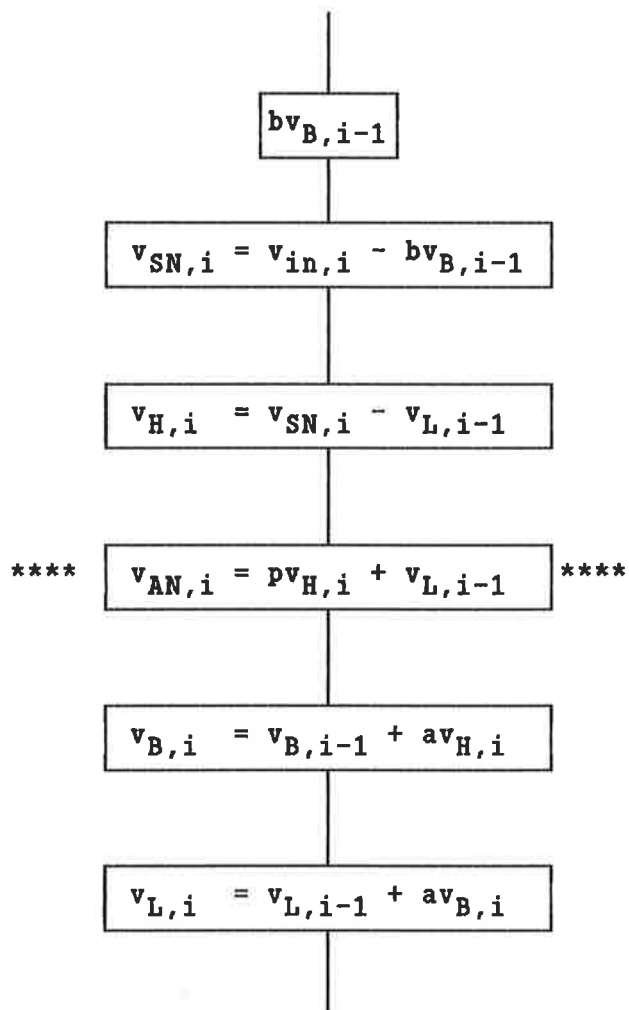 bv_B,i-1
v_SN,i = v_in,i - bv_B,i-1
v_H,i = v_SN,i - v_L,i-1
**** v_AN,i = pv_H,i + v_L,i-1 ****
v_B,i = v_B,i-1 + av_H,i
v_L,i = v_L,i-1 + av_B,i